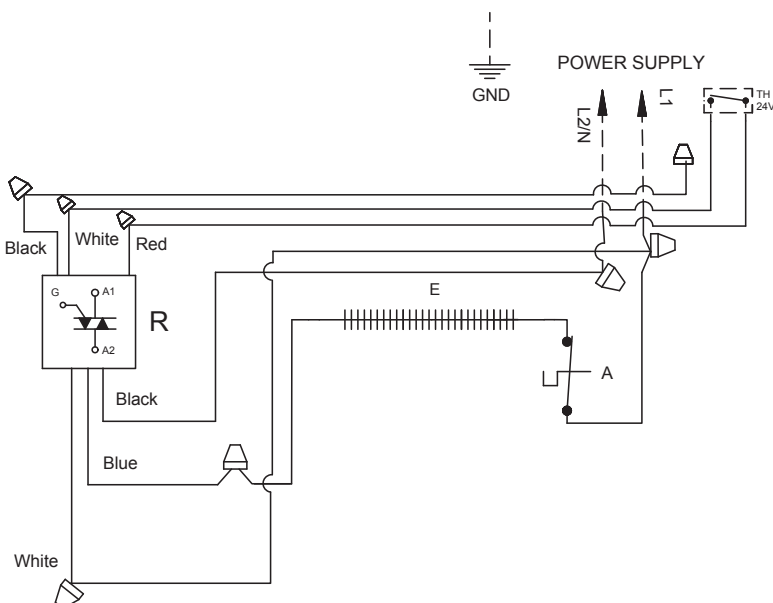 POWER SUPPLY
GND
L2/N
L1
TH
24V
Black
White
Red
G
A1
A2
R
E
A
Black
Blue
White